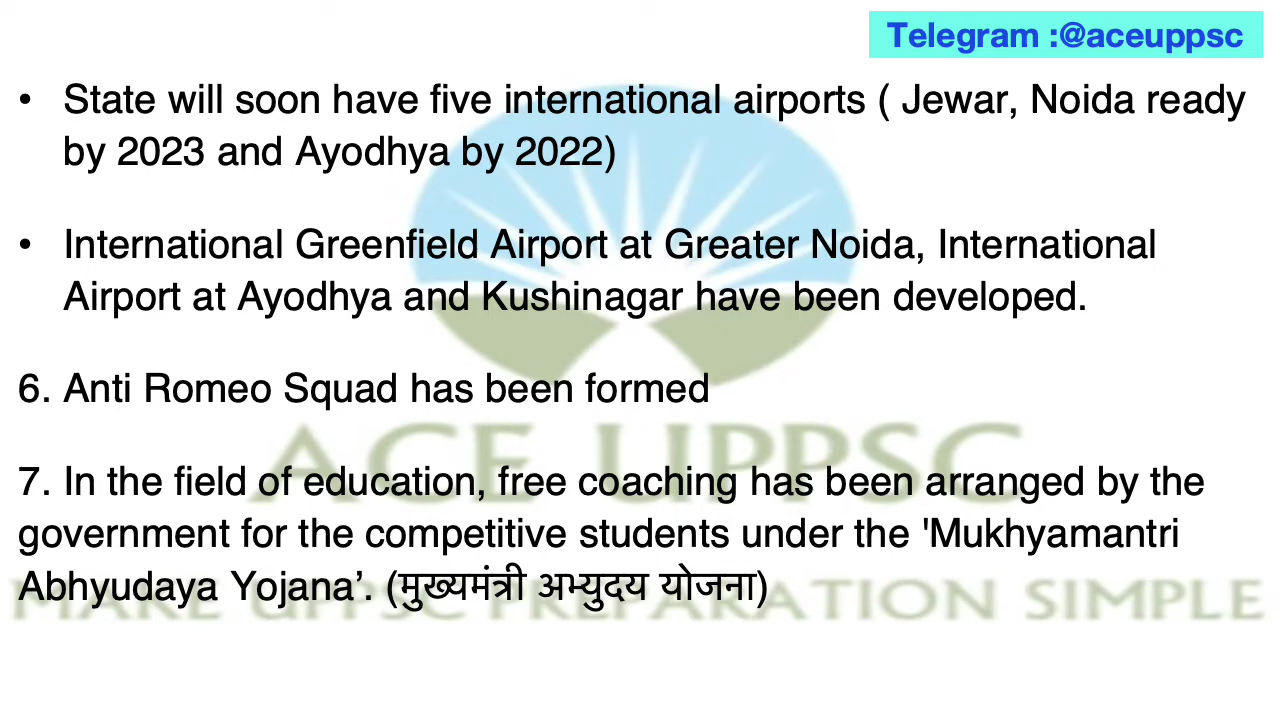 Telegram :@aceuppsc
• State will soon have five international airports ( Jewar, Noida ready
by 2023 and Ayodhya by 2022)
• International Greenfield Airport at Greater Noida, International
Airport at Ayodhya and Kushinagar have been developed.
6. Anti Romeo Squad has been formed
ACE UPPSC
7. In the field of education, free coaching has been arranged by the
government for the competitive students under the 'Mukhyamantri
Abhyudaya Yojana’. (मुख्यमंत्री अभ्युदय योजना)
MAKE UPPSC PREPARATION SIMPLE